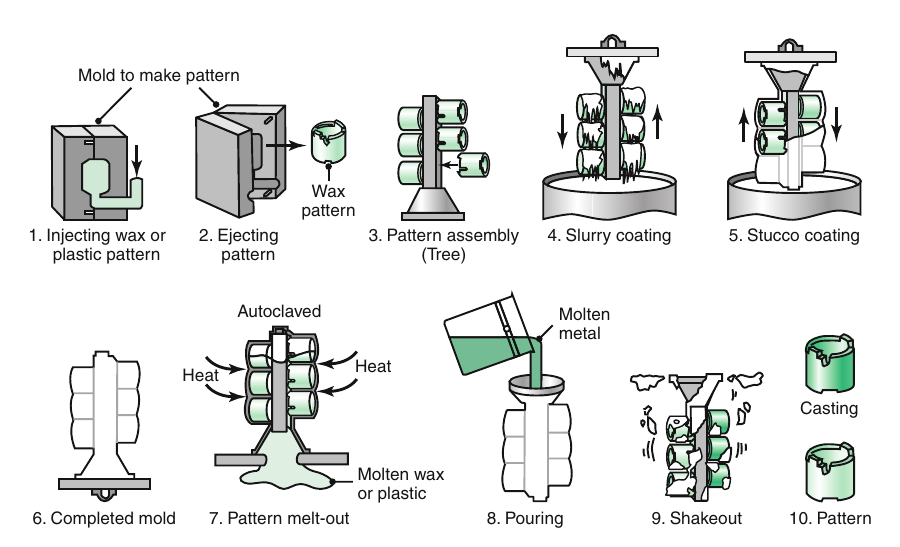 Mold to make pattern
Wax
pattern
1. Injecting wax or
plastic pattern
2. Ejecting
pattern
3. Pattern assembly
(Tree)
4. Slurry coating
5. Stucco coating
Autoclaved
Heat
Heat
Molten wax
or plastic
Molten
metal
Casting
6. Completed mold
7. Pattern melt-out
8. Pouring
9. Shakeout
10. Pattern